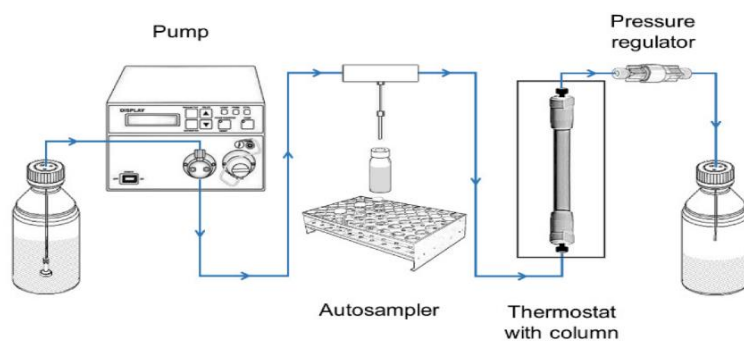 Pump
Pressure
regulator
DISPLAY
Autosampler
Thermostat
with column